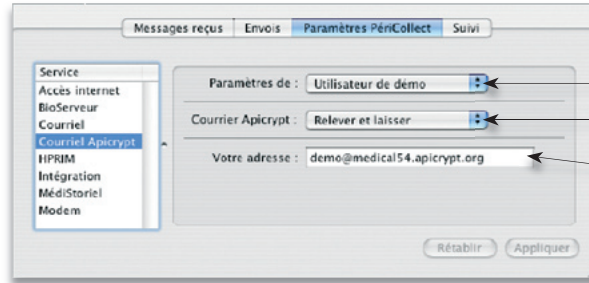 Messages reçus Envois Paramètres PériCollect Suivi
Service
Accès internet
BioServeur
Courriel
Courriel Apicrypt
HPRIM
Intégration
MédiStoriel
Modem
Paramètres de : Utilisateur de démo
Courrier Apicrypt : Relever et laisser
Votre adresse : demo@medical54.apicrypt.org
Rétablir Appliquer